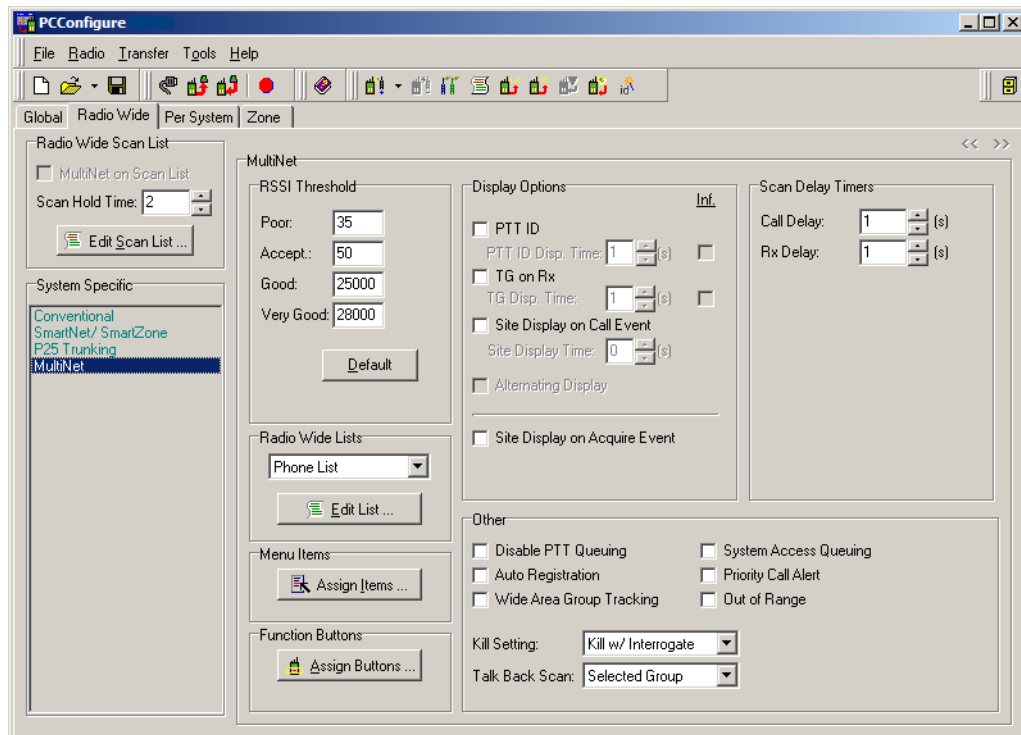 PCConfigure
File Radio Transfer Tools Help
id
Global Radio Wide Per System Zone
<< >>
Radio Wide Scan List
MultiNet on Scan List
Scan Hold Time: 2
Edit Scan List ...
System Specific
Conventional
SmartNet/ SmartZone
P25 Trunking
MultiNet
MultiNet
RSSI Threshold
Poor: 35
Accept.: 50
Good: 25000
Very Good: 28000
Default
Radio Wide Lists
Phone List
Edit List ...
Menu Items
Assign Items ...
Function Buttons
Assign Buttons ...
Display Options
Inf.
PTT ID
PTT ID Disp. Time: 1 (s)
TG on Rx
TG Disp. Time: 1 (s)
Site Display on Call Event
Site Display Time: 0 (s)
Alternating Display
Site Display on Acquire Event
Scan Delay Timers
Call Delay: 1 (s)
Rx Delay: 1 (s)
Other
Disable PTT Queuing System Access Queuing
Auto Registration Priority Call Alert
Wide Area Group Tracking Out of Range
Kill Setting: Kill w/ Interrogate
Talk Back Scan: Selected Group